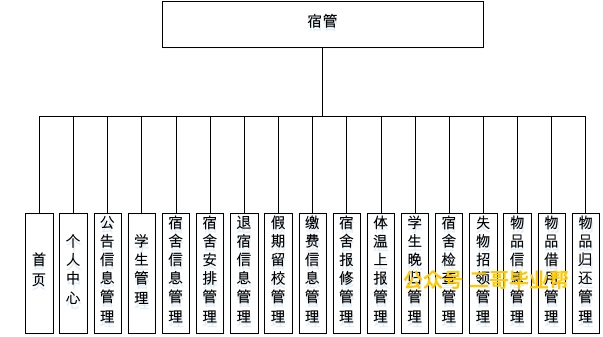 宿管
首页
个人中心
公告信息管理
学生管理
宿舍信息管理
宿舍安排管理
退宿信息管理
假期留校管理
缴费信息管理
宿舍报修管理
体温上报管理
学生晚归管理
宿舍检查管理
失物招领管理
物品信息管理
物品借用管理
物品归还管理
公众号 二哥毕业帮